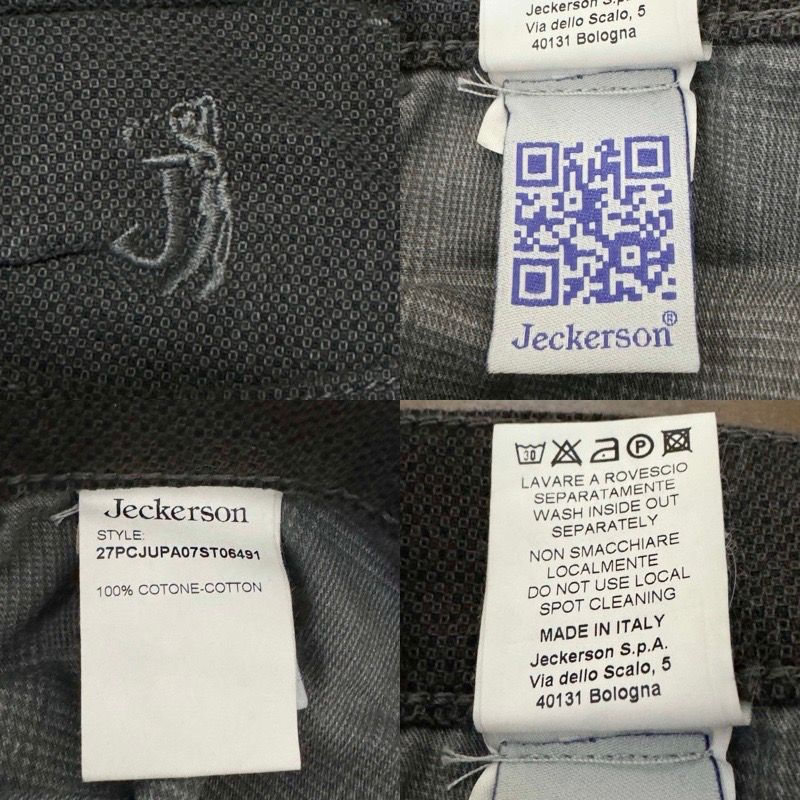 J
Jeckerson S.p.A.
Via dello Scalo, 5
40131 Bologna
Jeckerson®
Jeckerson
STYLE:
27PCJUPA07ST06491
100% COTONE-COTTON
30
P
LAVARE A ROVESCIO
SEPARATAMENTE
WASH INSIDE OUT
SEPARATELY
NON SMACCHIARE
LOCALMENTE
DO NOT USE LOCAL
SPOT CLEANING
MADE IN ITALY
Jeckerson S.p.A.
Via dello Scalo, 5
40131 Bologna